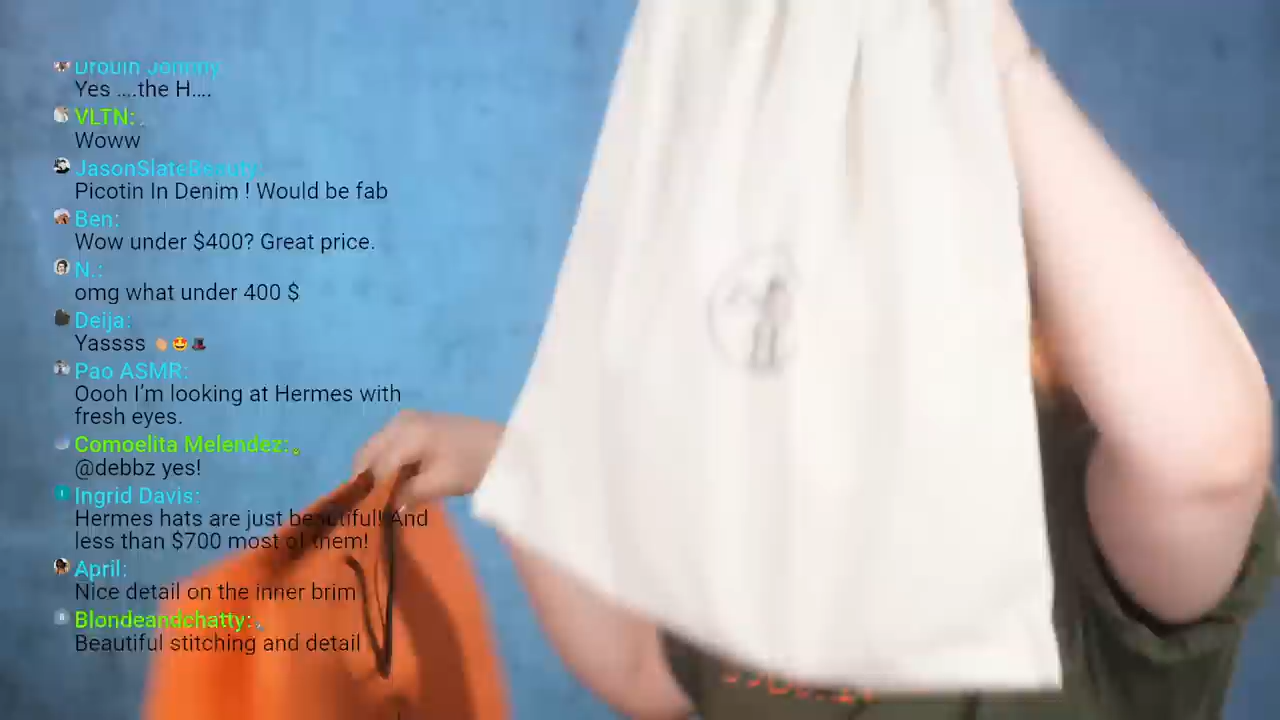 Drouin Johnny:
Yes ....the H....
VLTN:
Woww
JasonSlateBeauty:
Picotin In Denim ! Would be fab
Ben:
Wow under $400? Great price.
N.:
omg what under 400 $
Deija:
Yassss 👏🏻🤩🎩
Pao ASMR:
Oooh I'm looking at Hermes with
fresh eyes.
Comoelita Melendez:
@debbz yes!
Ingrid Davis:
Hermes hats are just beautiful! And
less than $700 most of them!
April:
Nice detail on the inner brim
Blondeandchatty:
Beautiful stitching and detail